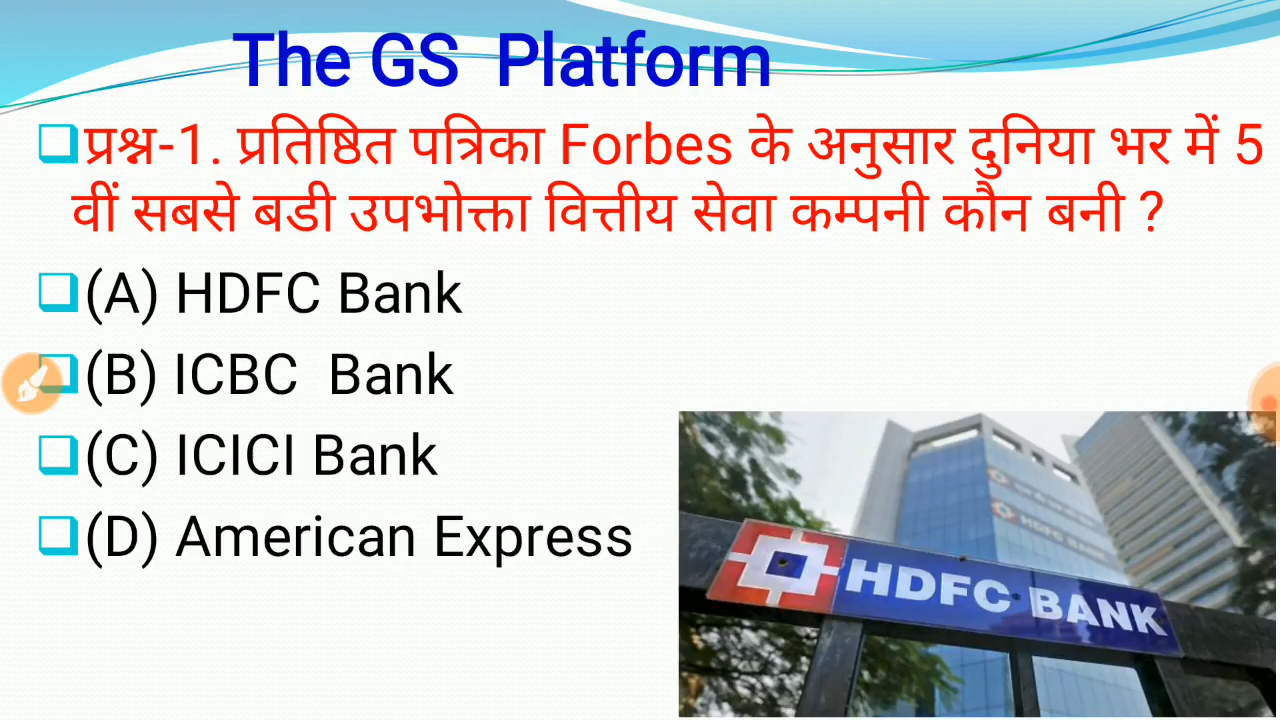 The GS Platform
प्रश्न-1. प्रतिष्ठित पत्रिका Forbes के अनुसार दुनिया भर में 5
वीं सबसे बडी उपभोक्ता वित्तीय सेवा कम्पनी कौन बनी ?
(A) HDFC Bank
(B) ICBC Bank
(C) ICICI Bank
(D) American Express
HDFC BANK